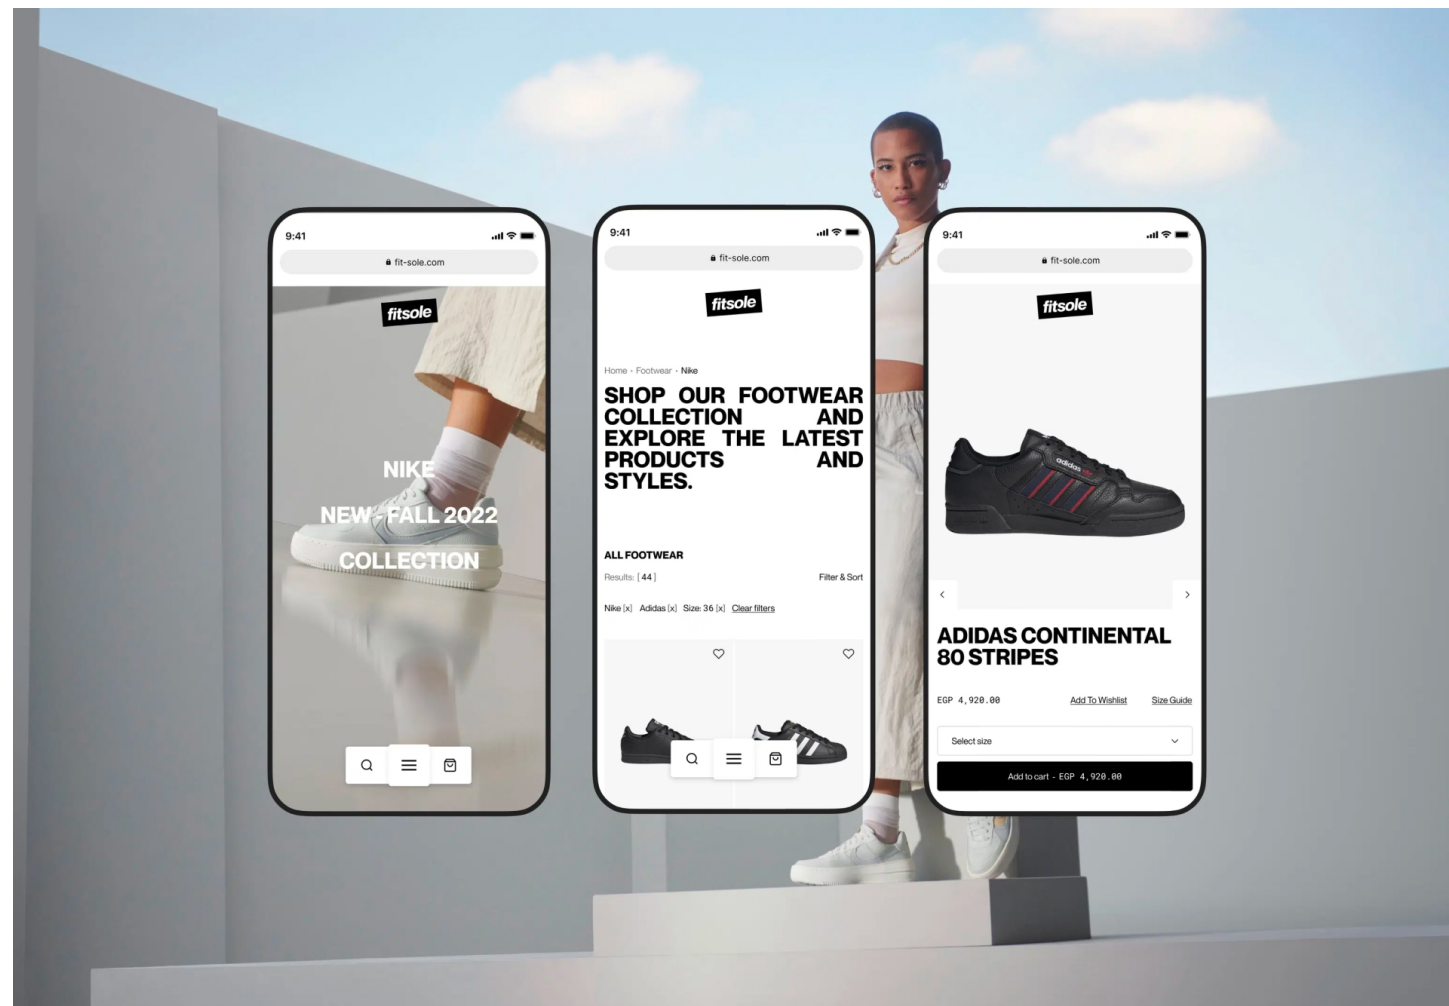 9:41
fit-sole.com
fitsole
NIKE
NEW - FALL 2022
COLLECTION
9:41
fit-sole.com
fitsole
Home • Footwear • Nike
SHOP OUR FOOTWEAR
COLLECTION AND
EXPLORE THE LATEST
PRODUCTS AND
STYLES.
ALL FOOTWEAR
Results: [ 44 ]
Filter & Sort
Nike [x] Adidas [x] Size: 36 [x] Clear filters
9:41
fit-sole.com
fitsole
adidas
ADIDAS CONTINENTAL
80 STRIPES
EGP 4,920.00
Add To Wishlist
Size Guide
Select size
Add to cart - EGP 4,920.00